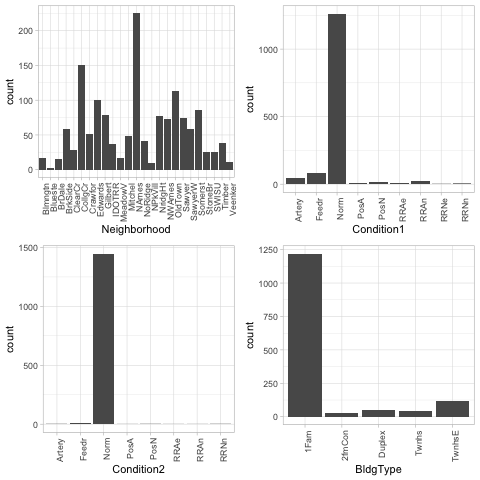 count
0
50
100
150
200
Blmngtn
Blueste
BrDale
BrkSide
ClearCr
CollgCr
Crawfor
Edwards
Gilbert
IDOTRR
MeadowV
Mitchel
NAmes
NoRidge
NPkVill
NridgHt
NWAmes
OldTown
Sawyer
SawyerW
Somerst
StoneBr
SWISU
Timber
Veenker
Neighborhood
count
0
500
1000
Artery
Feedr
Norm
PosA
PosN
RRAe
RRAn
RRNe
RRNn
Condition1
count
0
500
1000
1500
Artery
Feedr
Norm
PosA
PosN
RRAe
RRAn
RRNn
Condition2
count
0
250
500
750
1000
1250
1Fam
2fmCon
Duplex
Twnhs
TwnhsE
BldgType